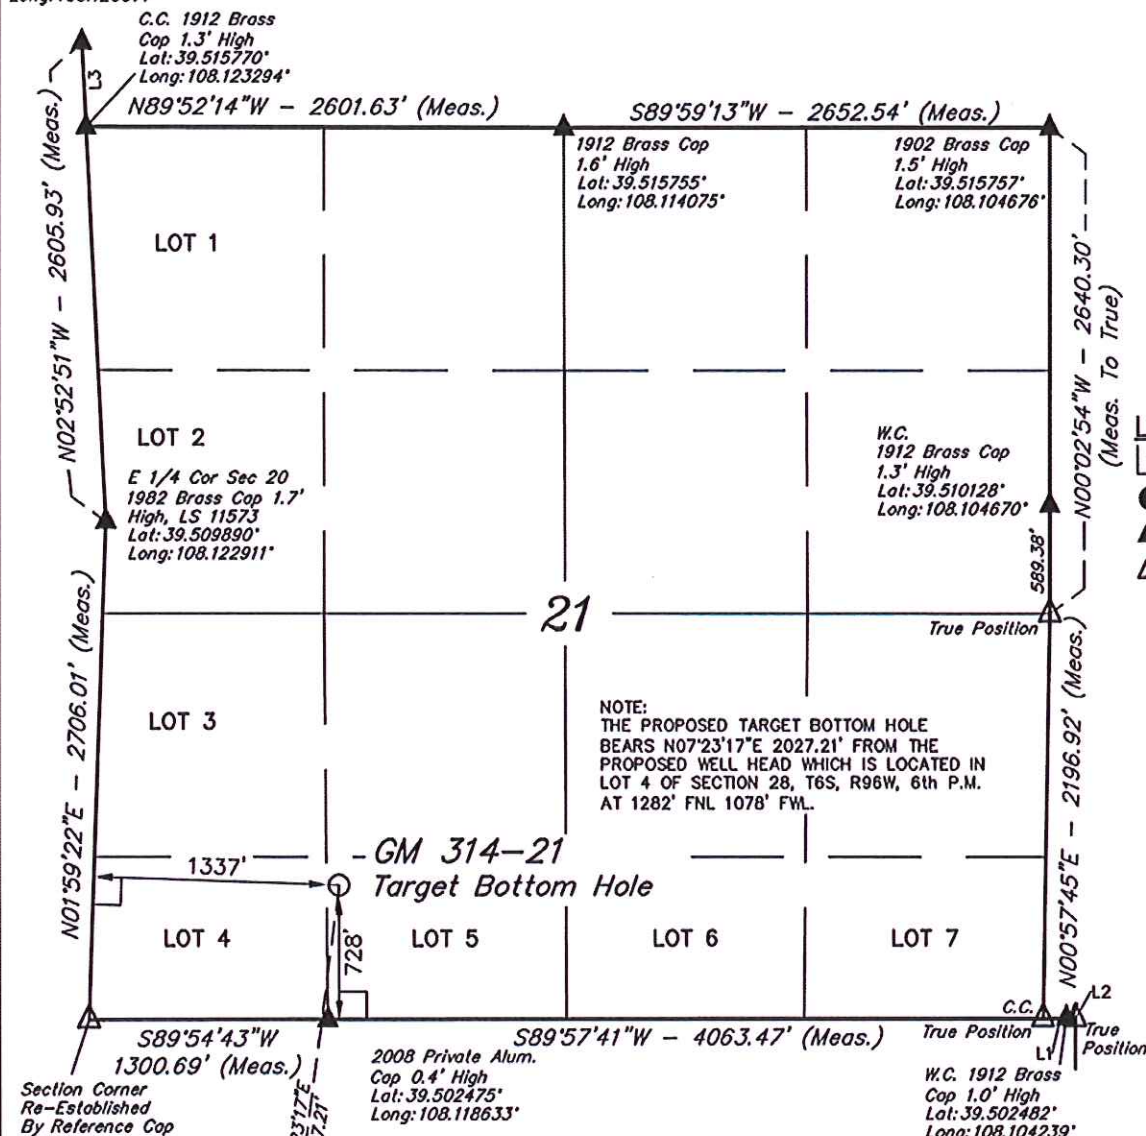 C.C. 1912 Brass
Cap 1.3' High
Lat: 39.515770°
Long: 108.123294°
L3
N89°52'14"W - 2601.63' (Meas.)
S89°59'13"W - 2652.54' (Meas.)
1912 Brass Cap
1.6' High
Lat: 39.515755°
Long: 108.114075°
1902 Brass Cap
1.5' High
Lat: 39.515757°
Long: 108.104676°
N02°52'51"W - 2605.93' (Meas.)
LOT 1
N00°02'54"W - 2640.30'
(Meas. To True)
LOT 2
E 1/4 Cor Sec 20
1982 Brass Cap 1.7'
High, LS 11573
Lat: 39.509890°
Long: 108.122911°
W.C.
1912 Brass Cap
1.3' High
Lat: 39.510128°
Long: 108.104670°
589.38'
21
True Position
N01°59'22"E - 2706.01' (Meas.)
LOT 3
NOTE:
THE PROPOSED TARGET BOTTOM HOLE
BEARS N07°23'17"E 2027.21' FROM THE
PROPOSED WELL HEAD WHICH IS LOCATED IN
LOT 4 OF SECTION 28, T6S, R96W, 6th P.M.
AT 1282' FNL 1078' FWL.
N00°57'45"E - 2196.92' (Meas.)
1337'
GM 314-21
Target Bottom Hole
728'
LOT 4
LOT 5
LOT 6
LOT 7
C.C.
True Position
L1
L2
True
Position
S89°54'43"W
1300.69' (Meas.)
S89°57'41"W - 4063.47' (Meas.)
Section Corner
Re-Established
By Reference Cap
2008 Private Alum.
Cap 0.4' High
Lat: 39.502475°
Long: 108.118633°
W.C. 1912 Brass
Cap 1.0' High
Lat: 39.502482°
Long: 108.104239°